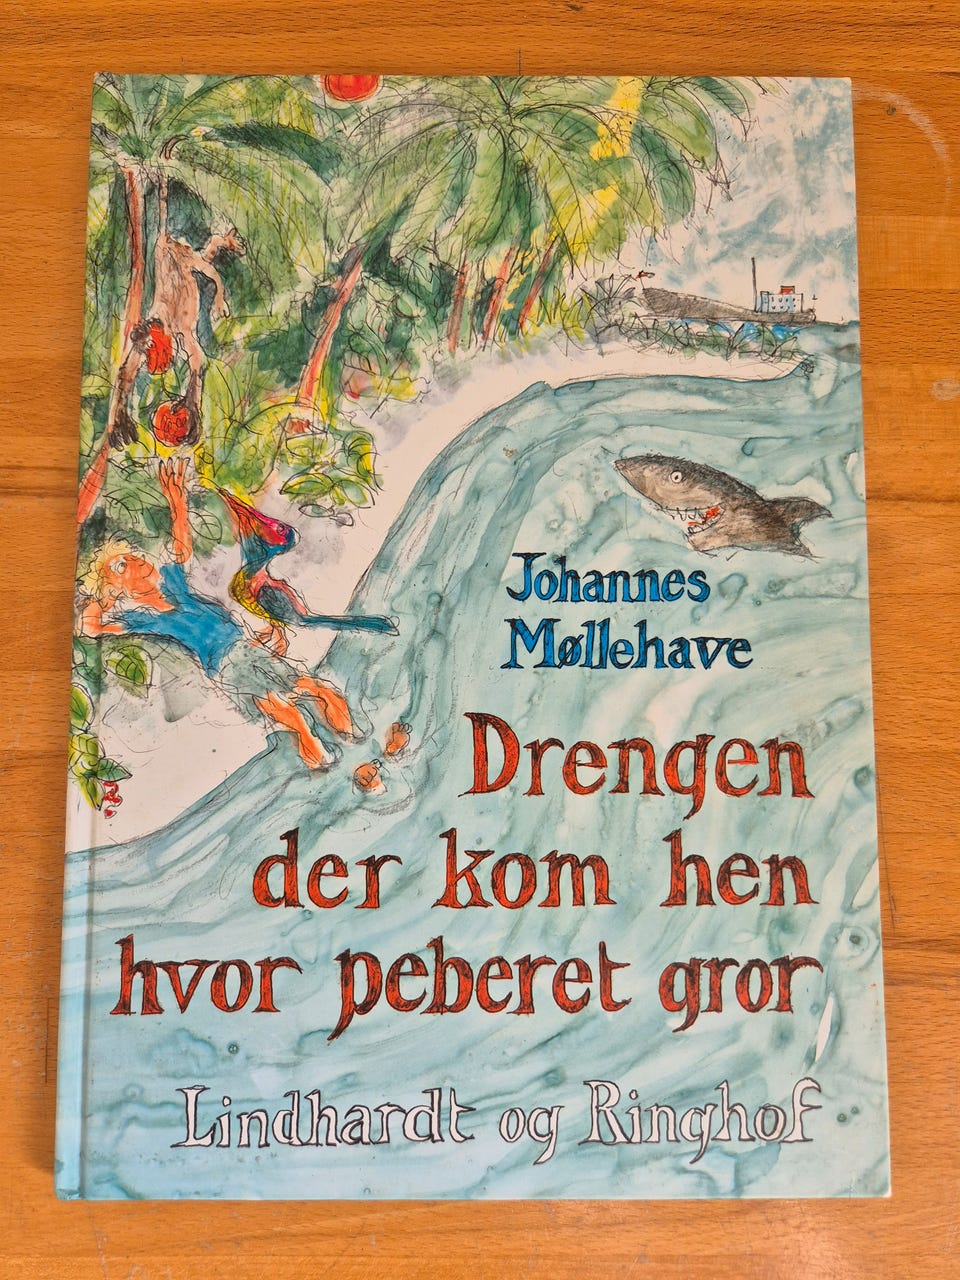 Johannes
Møllehave
Drengen
der kom hen
hvor peberet gror
Lindhardt og Ringhof